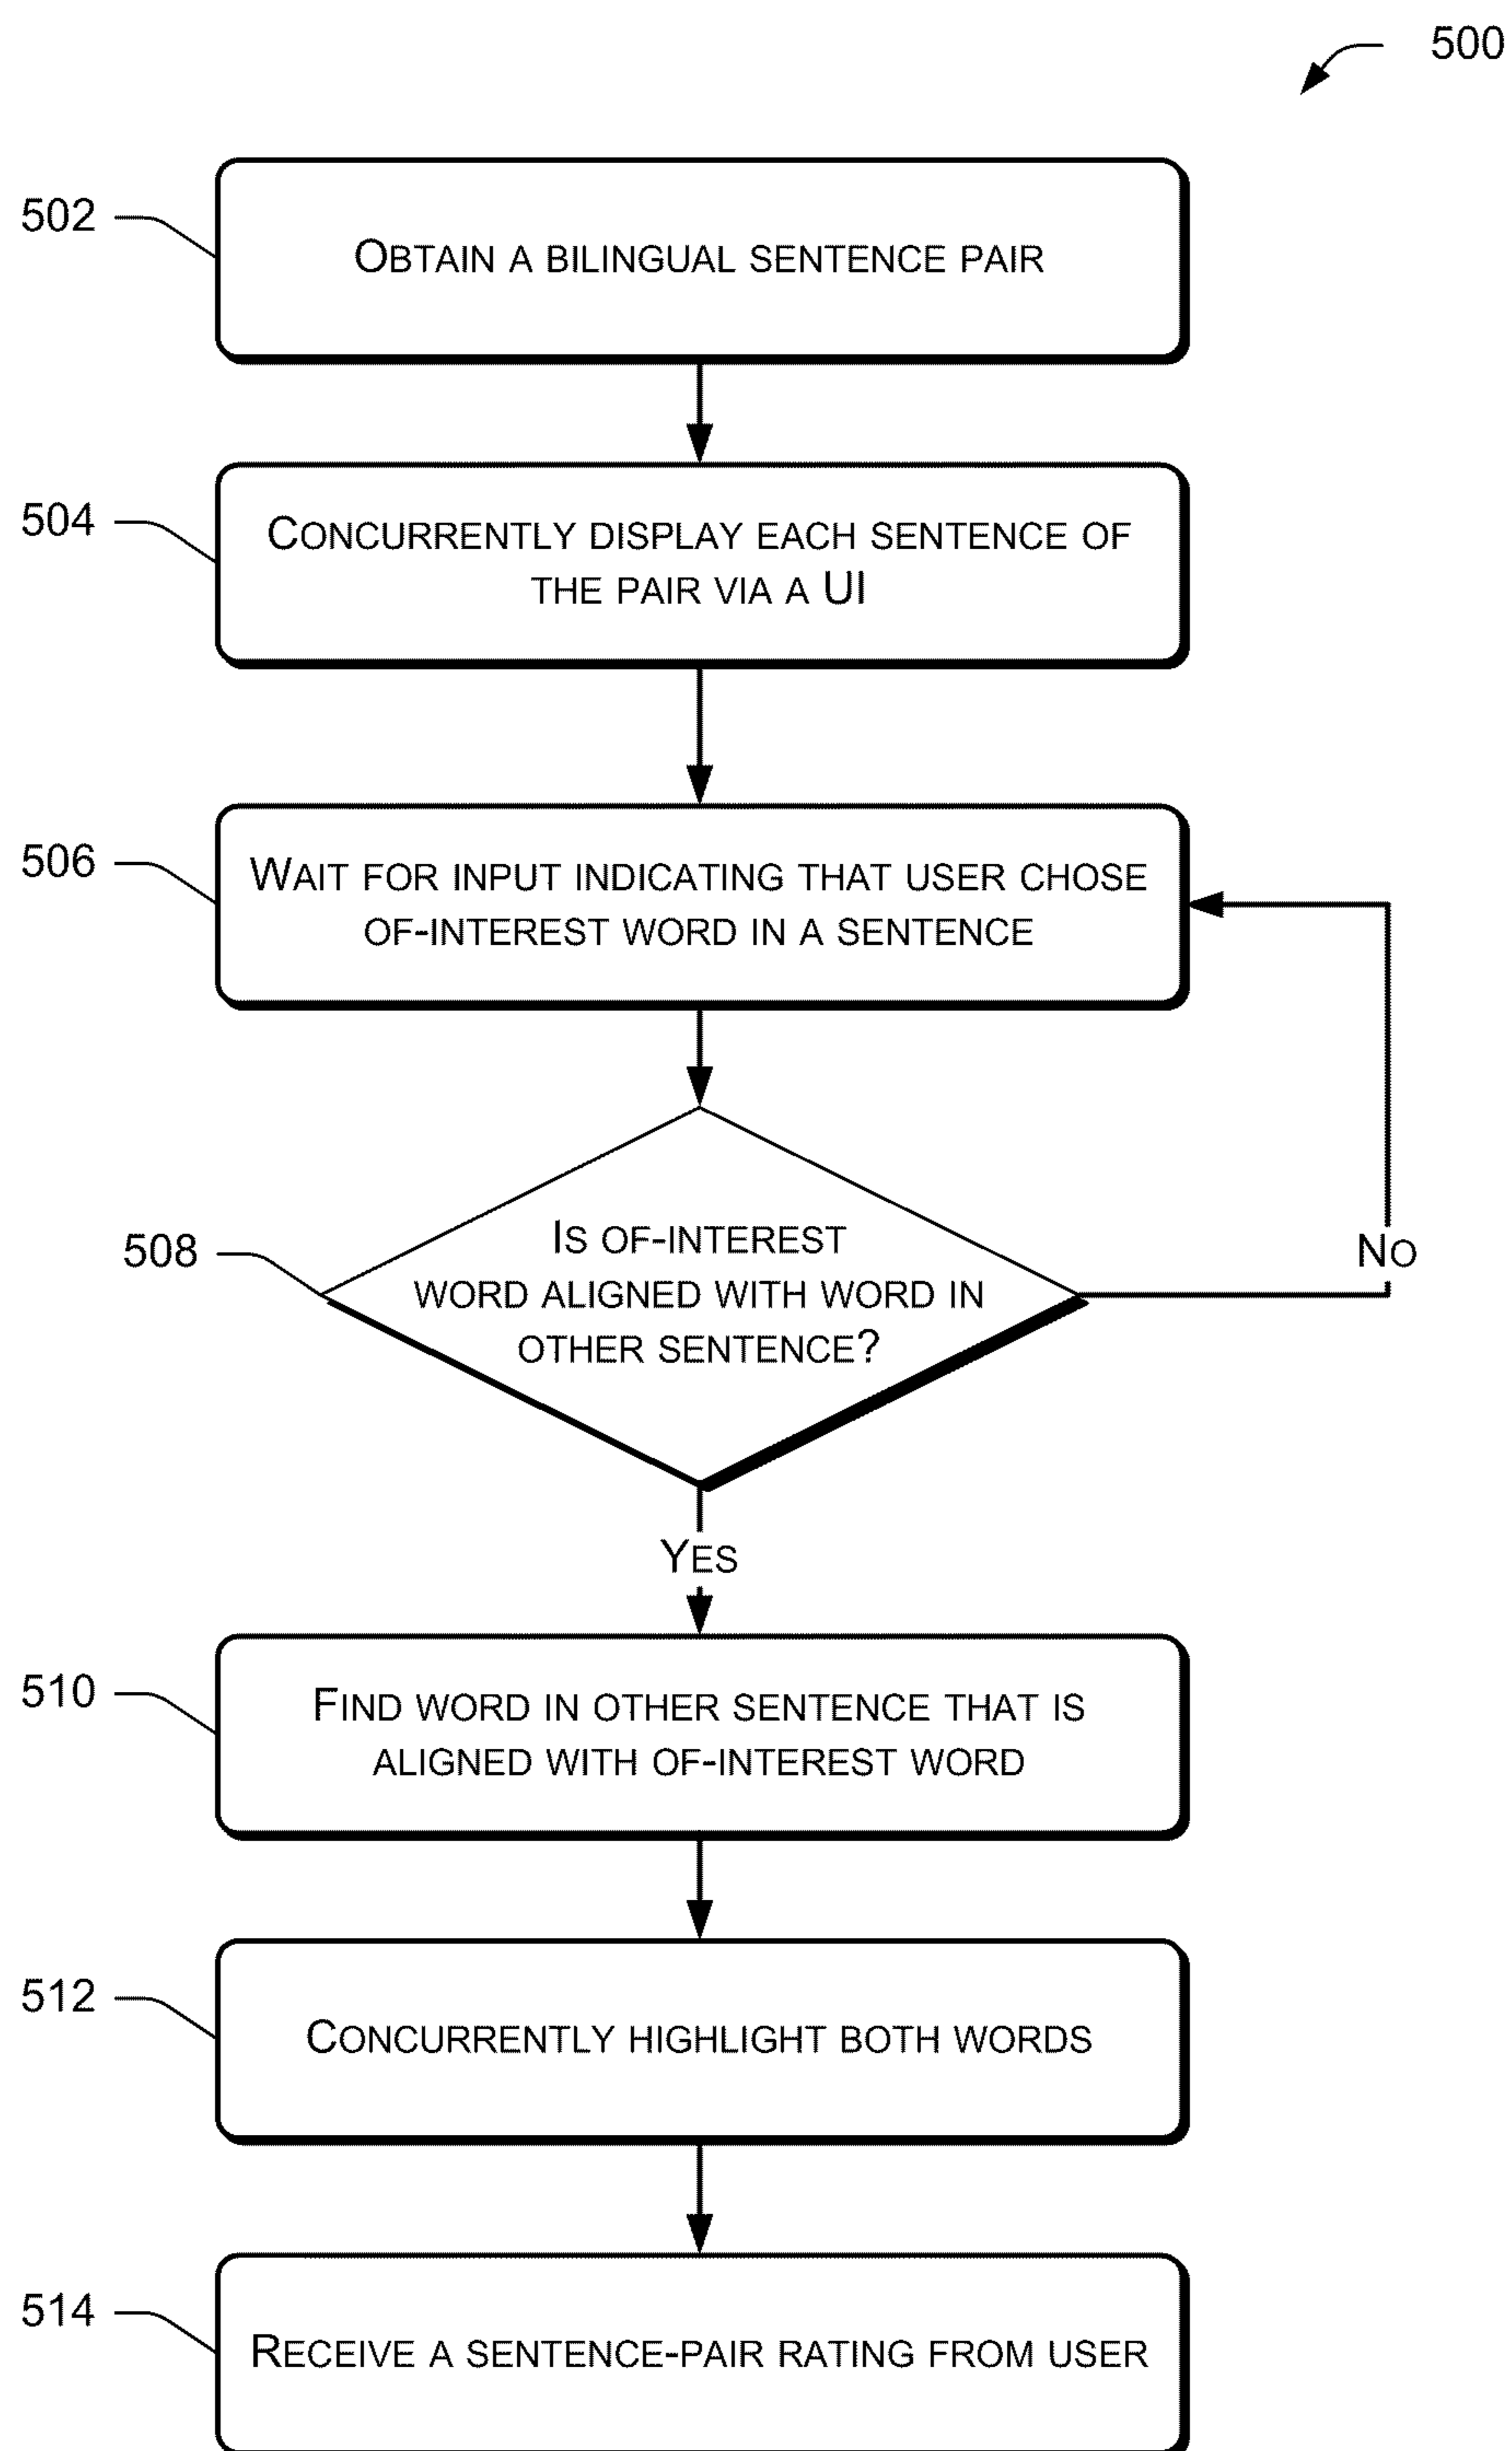 500
502
OBTAIN A BILINGUAL SENTENCE PAIR
504
CONCURRENTLY DISPLAY EACH SENTENCE OF
THE PAIR VIA A UI
506
WAIT FOR INPUT INDICATING THAT USER CHOSE
OF-INTEREST WORD IN A SENTENCE
508
IS OF-INTEREST
WORD ALIGNED WITH WORD IN
OTHER SENTENCE?
NO
YES
510
FIND WORD IN OTHER SENTENCE THAT IS
ALIGNED WITH OF-INTEREST WORD
512
CONCURRENTLY HIGHLIGHT BOTH WORDS
514
RECEIVE A SENTENCE-PAIR RATING FROM USER